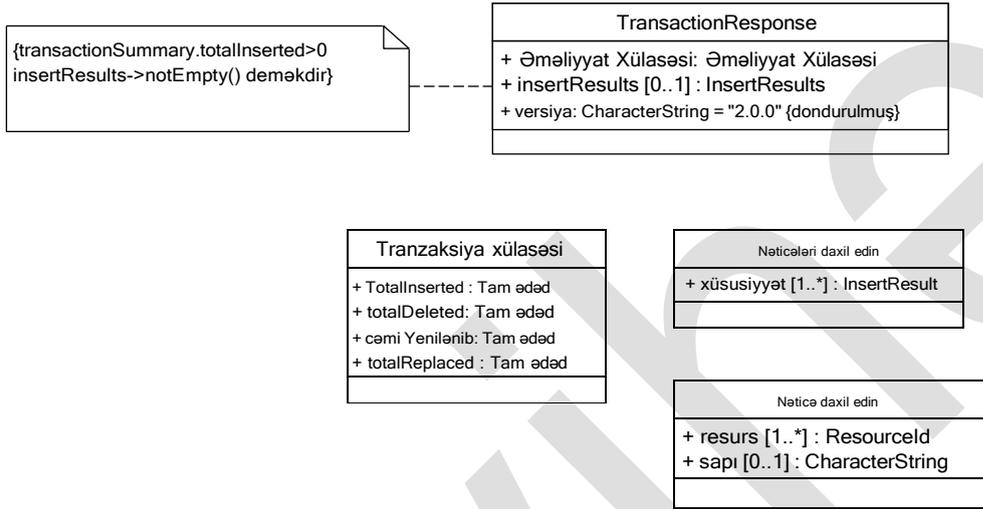 {transactionSummary.totalInserted>0
insertResults->notEmpty() deməkdir}
TransactionResponse
+ Əməliyyat Xülasəsi: Əməliyyat Xülasəsi
+ insertResults [0..1] : InsertResults
+ versiya: CharacterString = "2.0.0" {dondurulmuş}
Tranzaksiya xülasəsi
+ TotalInserted : Tam ədəd
+ totalDeleted: Tam ədəd
+ cəmi Yenilənib: Tam ədəd
+ totalReplaced : Tam ədəd
Nəticələri daxil edin
+ xüsusiyyət [1..*] : InsertResult
Nəticə daxil edin
+ resurs [1..*] : ResourceId
+ sapı [0..1] : CharacterString